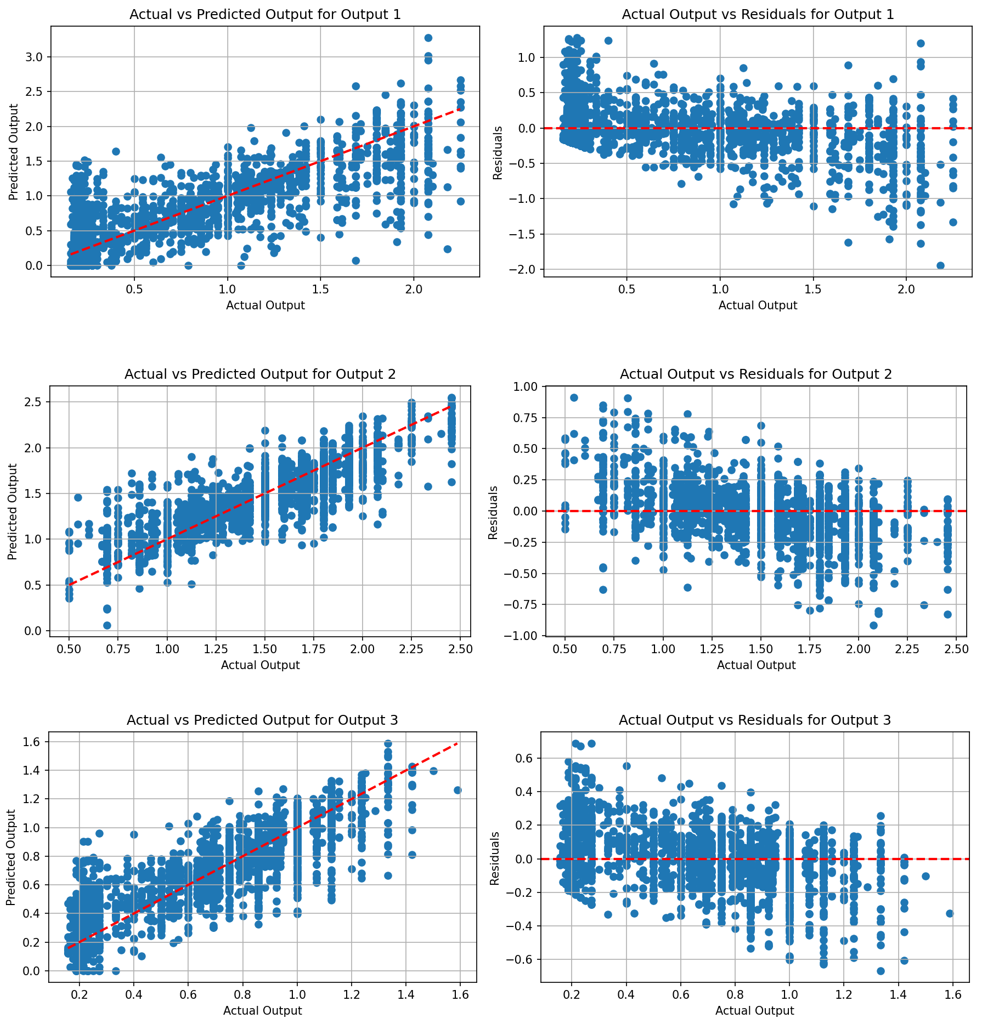 Actual vs Predicted Output for Output 1
Predicted Output
3.0
2.5
2.0
1.5
1.0
0.5
0.0
0.5 1.0 1.5 2.0
Actual Output
Actual Output vs Residuals for Output 1
Residuals
1.0
0.5
0.0
−0.5
−1.0
−1.5
−2.0
0.5 1.0 1.5 2.0
Actual Output
Actual vs Predicted Output for Output 2
Predicted Output
2.5
2.0
1.5
1.0
0.5
0.0
0.50 0.75 1.00 1.25 1.50 1.75 2.00 2.25 2.50
Actual Output
Actual Output vs Residuals for Output 2
Residuals
1.00
0.75
0.50
0.25
0.00
−0.25
−0.50
−0.75
−1.00
0.50 0.75 1.00 1.25 1.50 1.75 2.00 2.25 2.50
Actual Output
Actual vs Predicted Output for Output 3
Predicted Output
1.6
1.4
1.2
1.0
0.8
0.6
0.4
0.2
0.0
0.2 0.4 0.6 0.8 1.0 1.2 1.4 1.6
Actual Output
Actual Output vs Residuals for Output 3
Residuals
0.6
0.4
0.2
0.0
−0.2
−0.4
−0.6
0.2 0.4 0.6 0.8 1.0 1.2 1.4 1.6
Actual Output